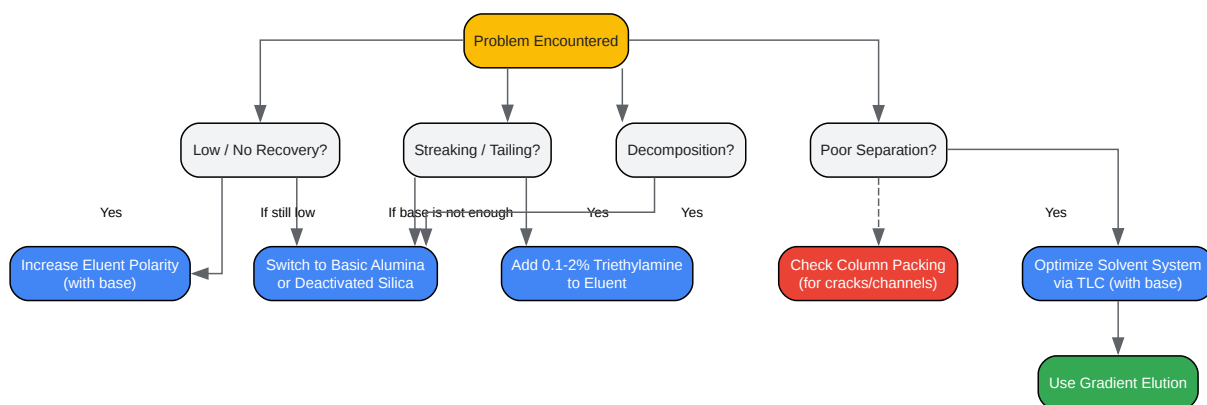 Problem Encountered
Low / No Recovery?
Streaking / Tailing?
Decomposition?
Poor Separation?
Yes
If still low
If base is not enough
Yes
Yes
Yes
Increase Eluent Polarity
(with base)
Switch to Basic Alumina
or Deactivated Silica
Add 0.1-2% Triethylamine
to Eluent
Check Column Packing
(for cracks/channels)
Optimize Solvent System
via TLC (with base)
Use Gradient Elution